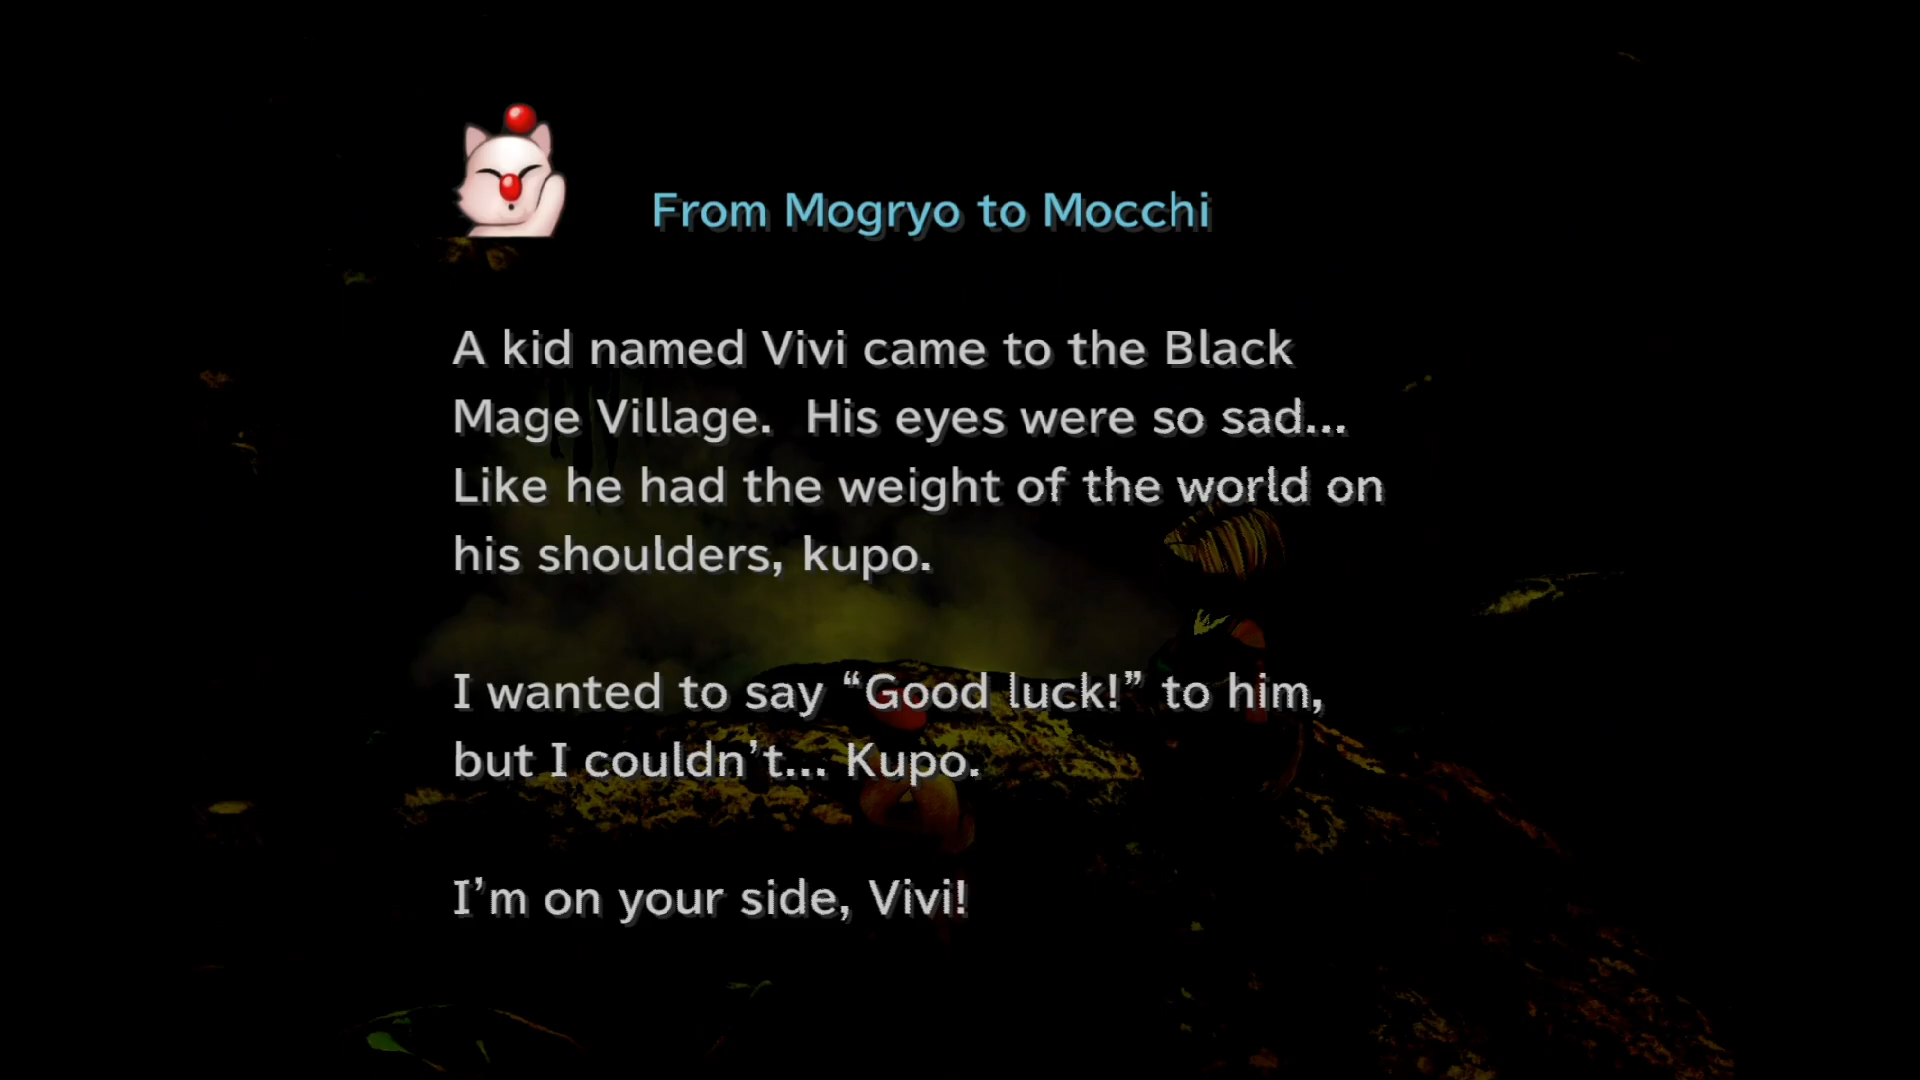 From Mogryo to Mocchi
A kid named Vivi came to the Black
Mage Village.  His eyes were so sad...
Like he had the weight of the world on
his shoulders, kupo.
I wanted to say “Good luck!” to him,
but I couldn’t... Kupo.
I’m on your side, Vivi!